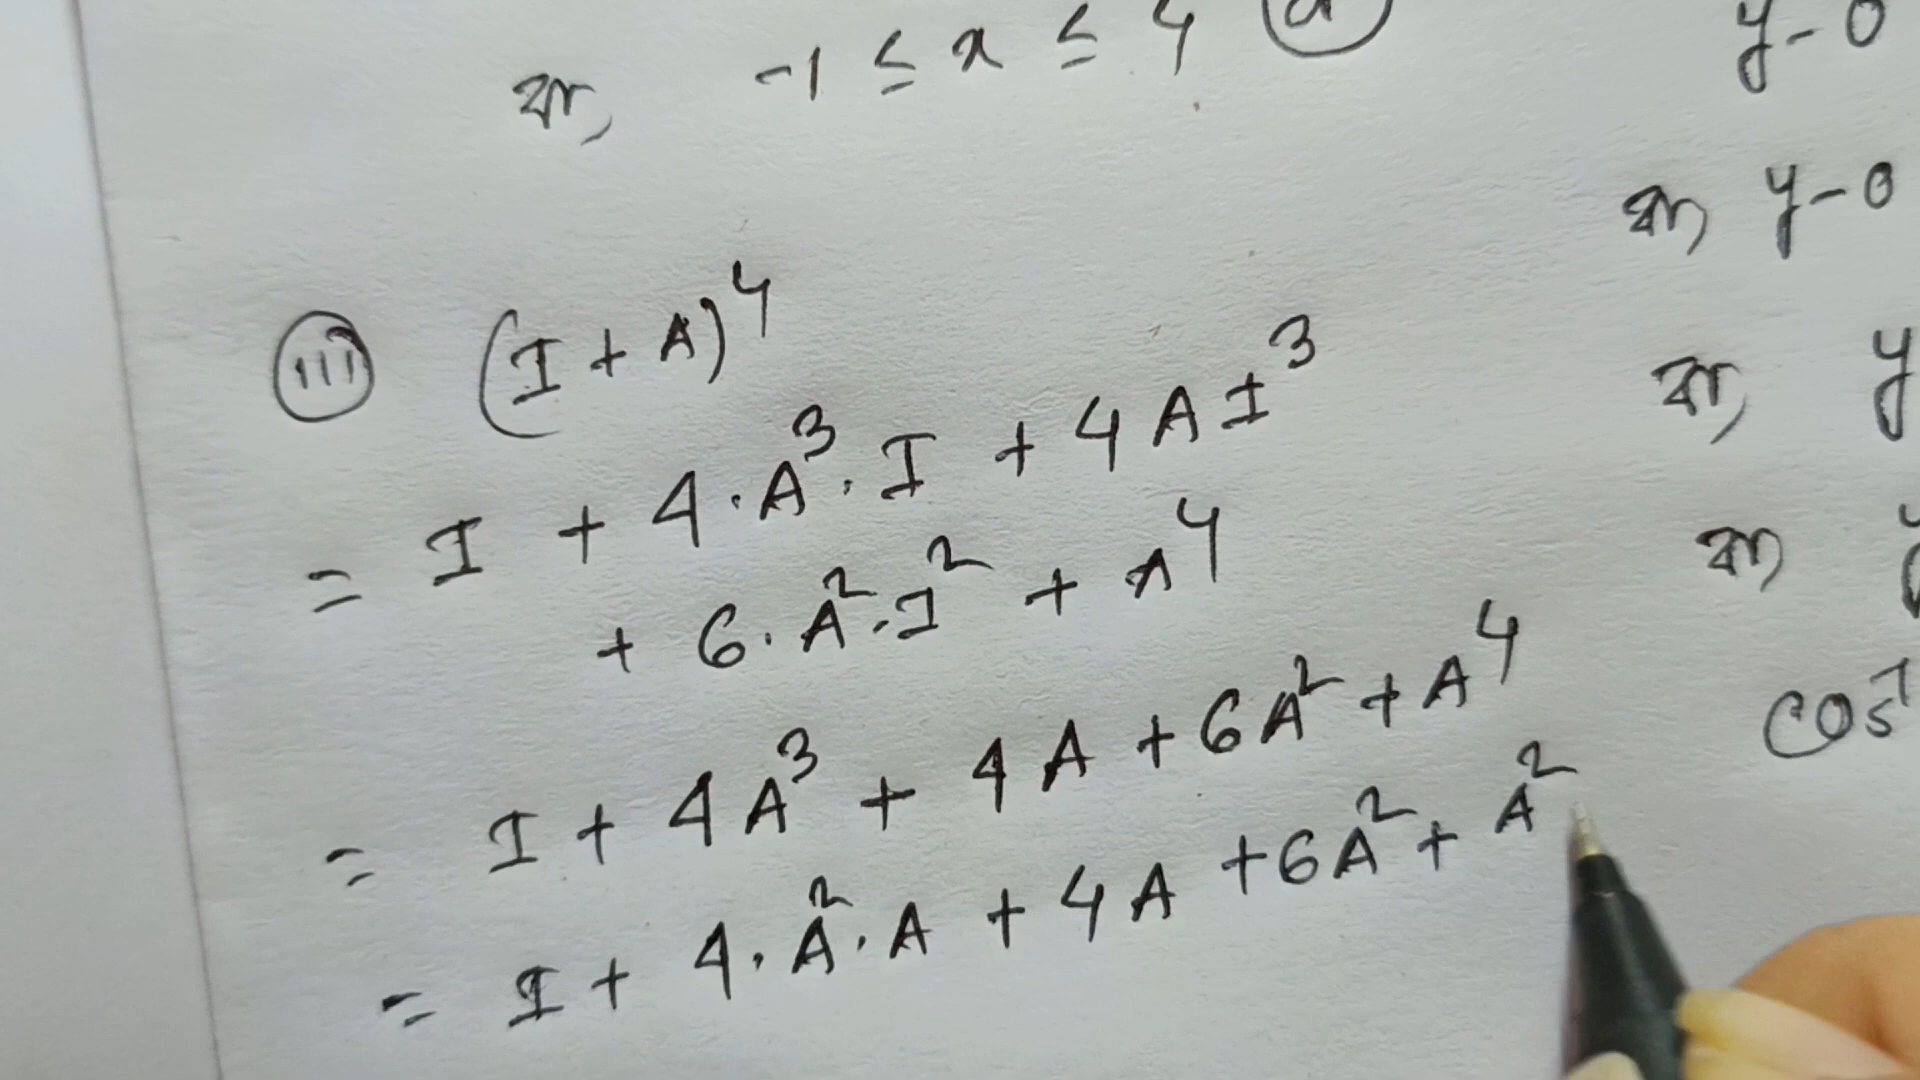 বা, -1 ≤ x ≤ 4 (a)
(iii) (I + A)⁴
= I + 4·A³·I + 4AI³
+ 6·A²·I² + A⁴
= I + 4A³ + 4A + 6A² + A⁴
= I + 4·A²·A + 4A + 6A² + A²
y-0
বা, y-0
বা, y
বা,
cos⁻